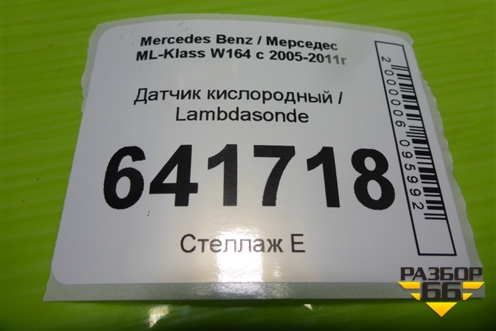 Mercedes Benz / Мерседес
ML-Klass W164 с 2005-2011г
Датчик кислородный /
Lambdasonde
641718
Стеллаж Е
2000006095992
РАЗБОР
66